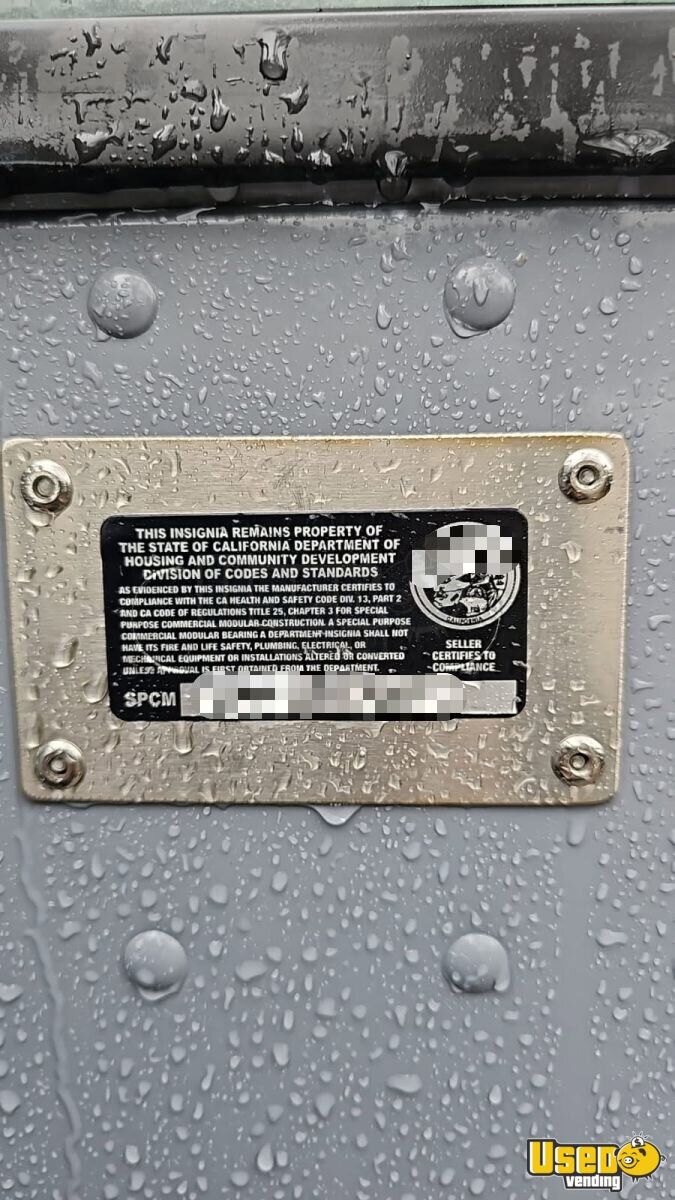 THIS INSIGNIA REMAINS PROPERTY OF
THE STATE OF CALIFORNIA DEPARTMENT OF
HOUSING AND COMMUNITY DEVELOPMENT
DIVISION OF CODES AND STANDARDS
AS EVIDENCED BY THIS INSIGNIA THE MANUFACTURER CERTIFIES TO
COMPLIANCE WITH THE CA HEALTH AND SAFETY CODE DIV. 13, PART 2
AND CA CODE OF REGULATIONS TITLE 25, CHAPTER 3 FOR SPECIAL
PURPOSE COMMERCIAL MODULAR CONSTRUCTION. A SPECIAL PURPOSE
COMMERCIAL MODULAR BEARING A DEPARTMENT INSIGNIA SHALL NOT
HAVE ITS FIRE AND LIFE SAFETY, PLUMBING, ELECTRICAL, OR
MECHANICAL EQUIPMENT OR INSTALLATIONS ALTERED OR CONVERTED
UNLESS APPROVAL IS FIRST OBTAINED FROM THE DEPARTMENT.
SELLER
CERTIFIES TO
COMPLIANCE
SPCM
USED
vending